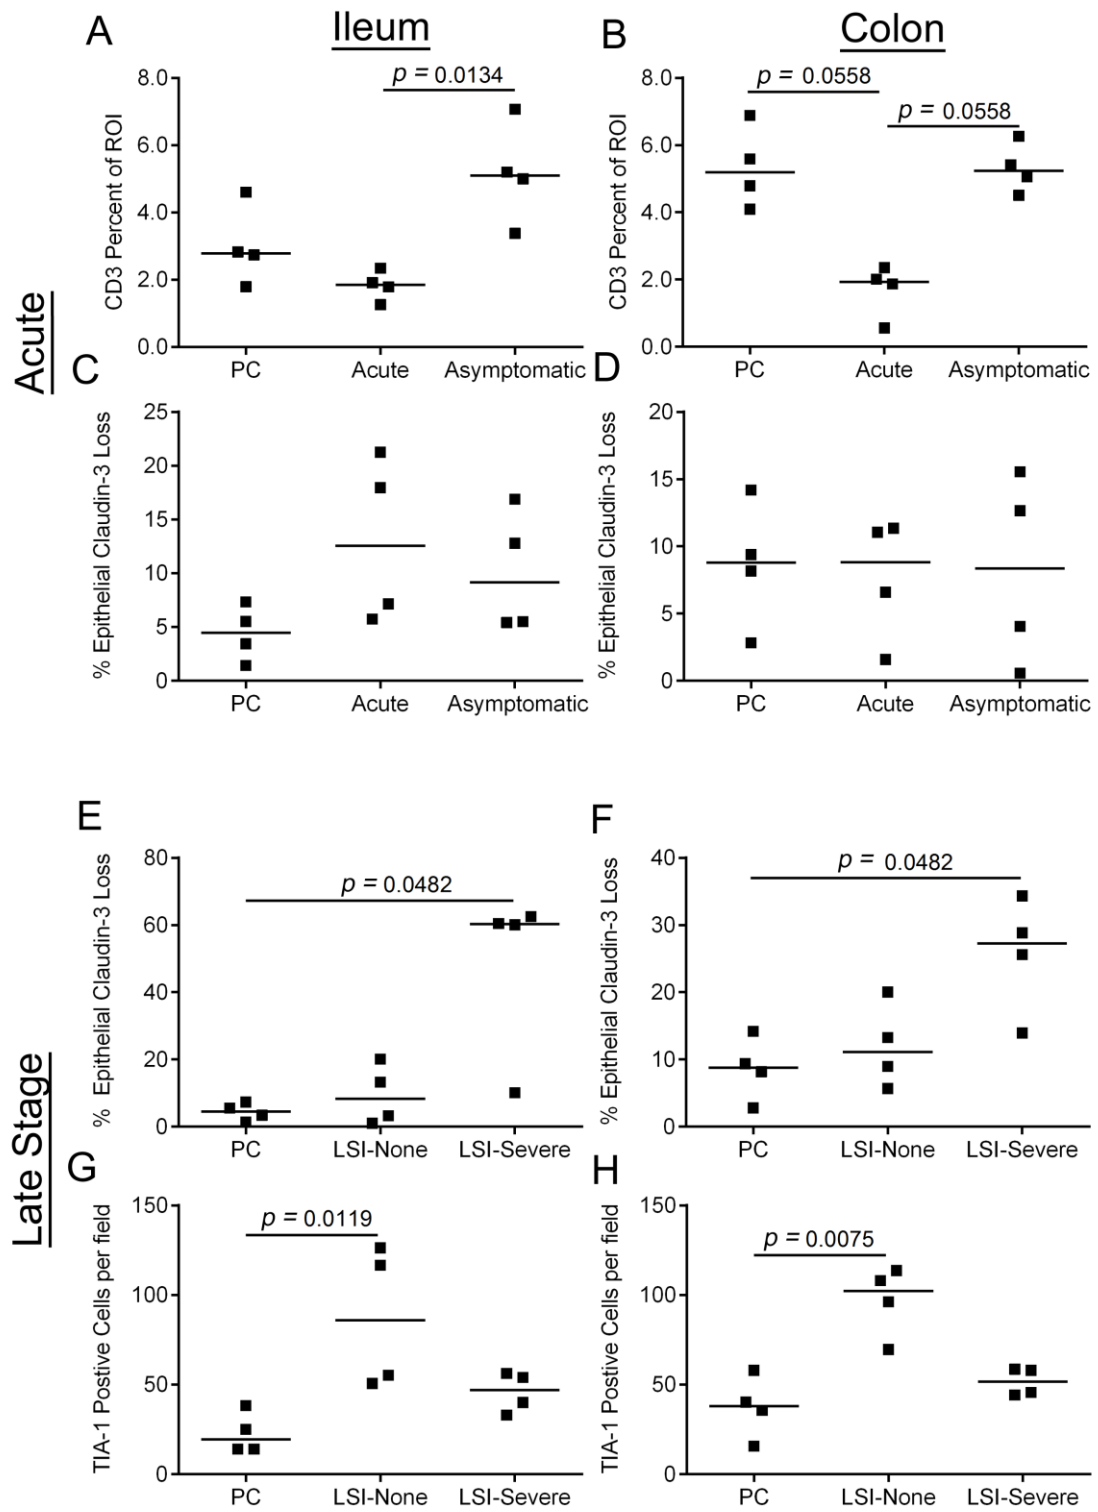 Ileum
Colon
Acute
A
CD3 Percent of ROI
8.0
6.0
4.0
2.0
0.0
p = 0.0134
PC
Acute
Asymptomatic
B
CD3 Percent of ROI
8.0
6.0
4.0
2.0
0.0
p = 0.0558
p = 0.0558
PC
Acute
Asymptomatic
C
% Epithelial Claudin-3 Loss
25
20
15
10
5
0
PC
Acute
Asymptomatic
D
% Epithelial Claudin-3 Loss
20
15
10
5
0
PC
Acute
Asymptomatic
Late Stage
E
% Epithelial Claudin-3 Loss
80
60
40
20
0
p = 0.0482
PC
LSI-None
LSI-Severe
F
% Epithelial Claudin-3 Loss
40
30
20
10
0
p = 0.0482
PC
LSI-None
LSI-Severe
G
TIA-1 Postive Cells per field
150
100
50
0
p = 0.0119
PC
LSI-None
LSI-Severe
H
TIA-1 Postive Cells per field
150
100
50
0
p = 0.0075
PC
LSI-None
LSI-Severe